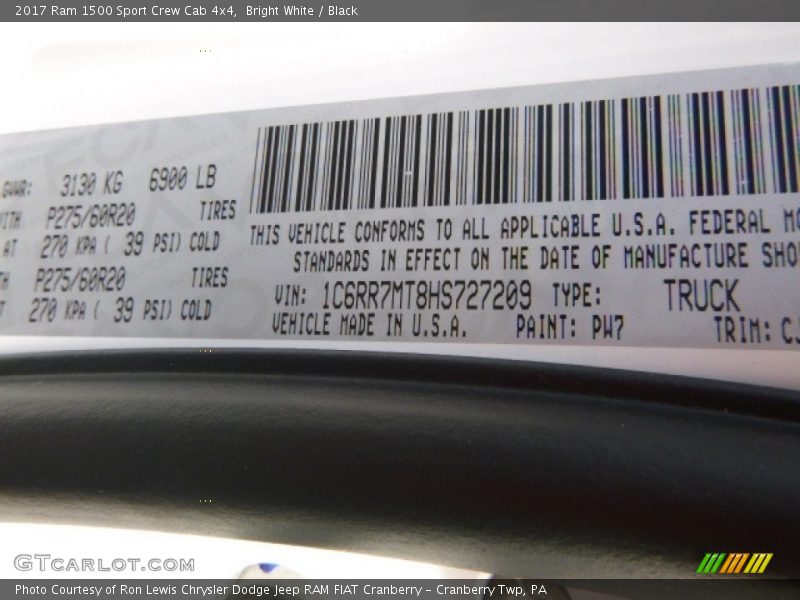 2017 Ram 1500 Sport Crew Cab 4x4,  Bright White / Black
GVWR: 3130 KG 6900 LB
WITH P275/60R20 TIRES
AT 270 KPA ( 39 PSI) COLD
P275/60R20 TIRES
270 KPA ( 39 PSI) COLD
THIS VEHICLE CONFORMS TO ALL APPLICABLE U.S.A. FEDERAL
STANDARDS IN EFFECT ON THE DATE OF MANUFACTURE
VIN: 1C6RR7MT8HS727209 TYPE: TRUCK
VEHICLE MADE IN U.S.A. PAINT: PW7 TRIM:
GTcarlot.com
Photo Courtesy of Ron Lewis Chrysler Dodge Jeep RAM FIAT Cranberry - Cranberry Twp, PA